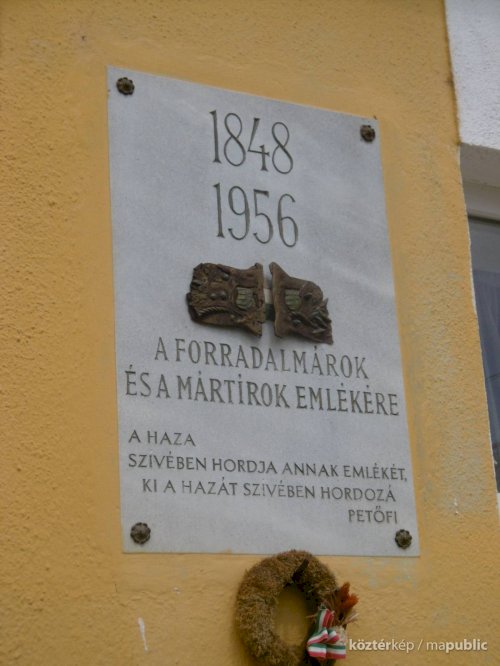 1848
1956
A FORRADALMÁROK
ÉS A MÁRTÍROK EMLÉKÉRE
A HAZA
SZIVÉBEN HORDJA ANNAK EMLÉKÉT,
KI A HAZÁT SZIVÉBEN HORDOZÁ
PETŐFI
köztérkép / mapublic